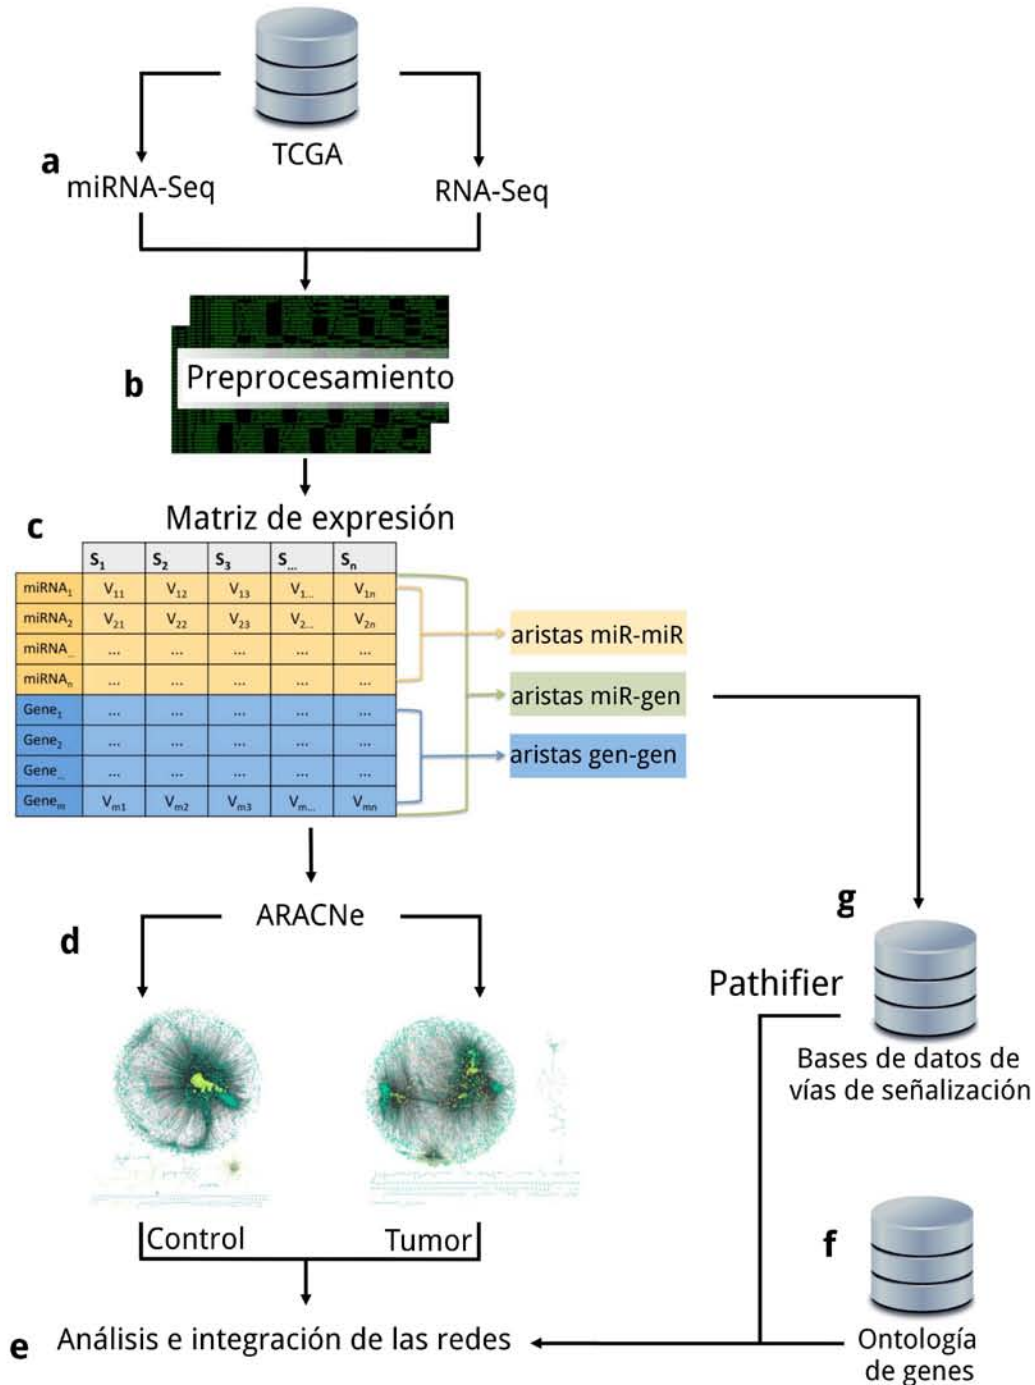 TCGA
a
miRNA-Seq
RNA-Seq
b
Preprocesamiento
c
Matriz de expresión
S1 S2 S3 S... Sn
miRNA1 V11 V12 V13 V1... V1n
miRNA2 V21 V22 V23 V2... V2n
miRNA... ... ... ... ... ...
miRNAn ... ... ... ... ...
Gene1 ... ... ... ... ...
Gene2 ... ... ... ... ...
Gene... ... ... ... ... ...
Genem Vm1 Vm2 Vm3 Vm... Vmn
aristas miR-miR
aristas miR-gen
aristas gen-gen
ARACNe
d
Control
Tumor
g
Pathifier
Bases de datos de
vías de señalización
f
Ontología
de genes
e
Análisis e integración de las redes